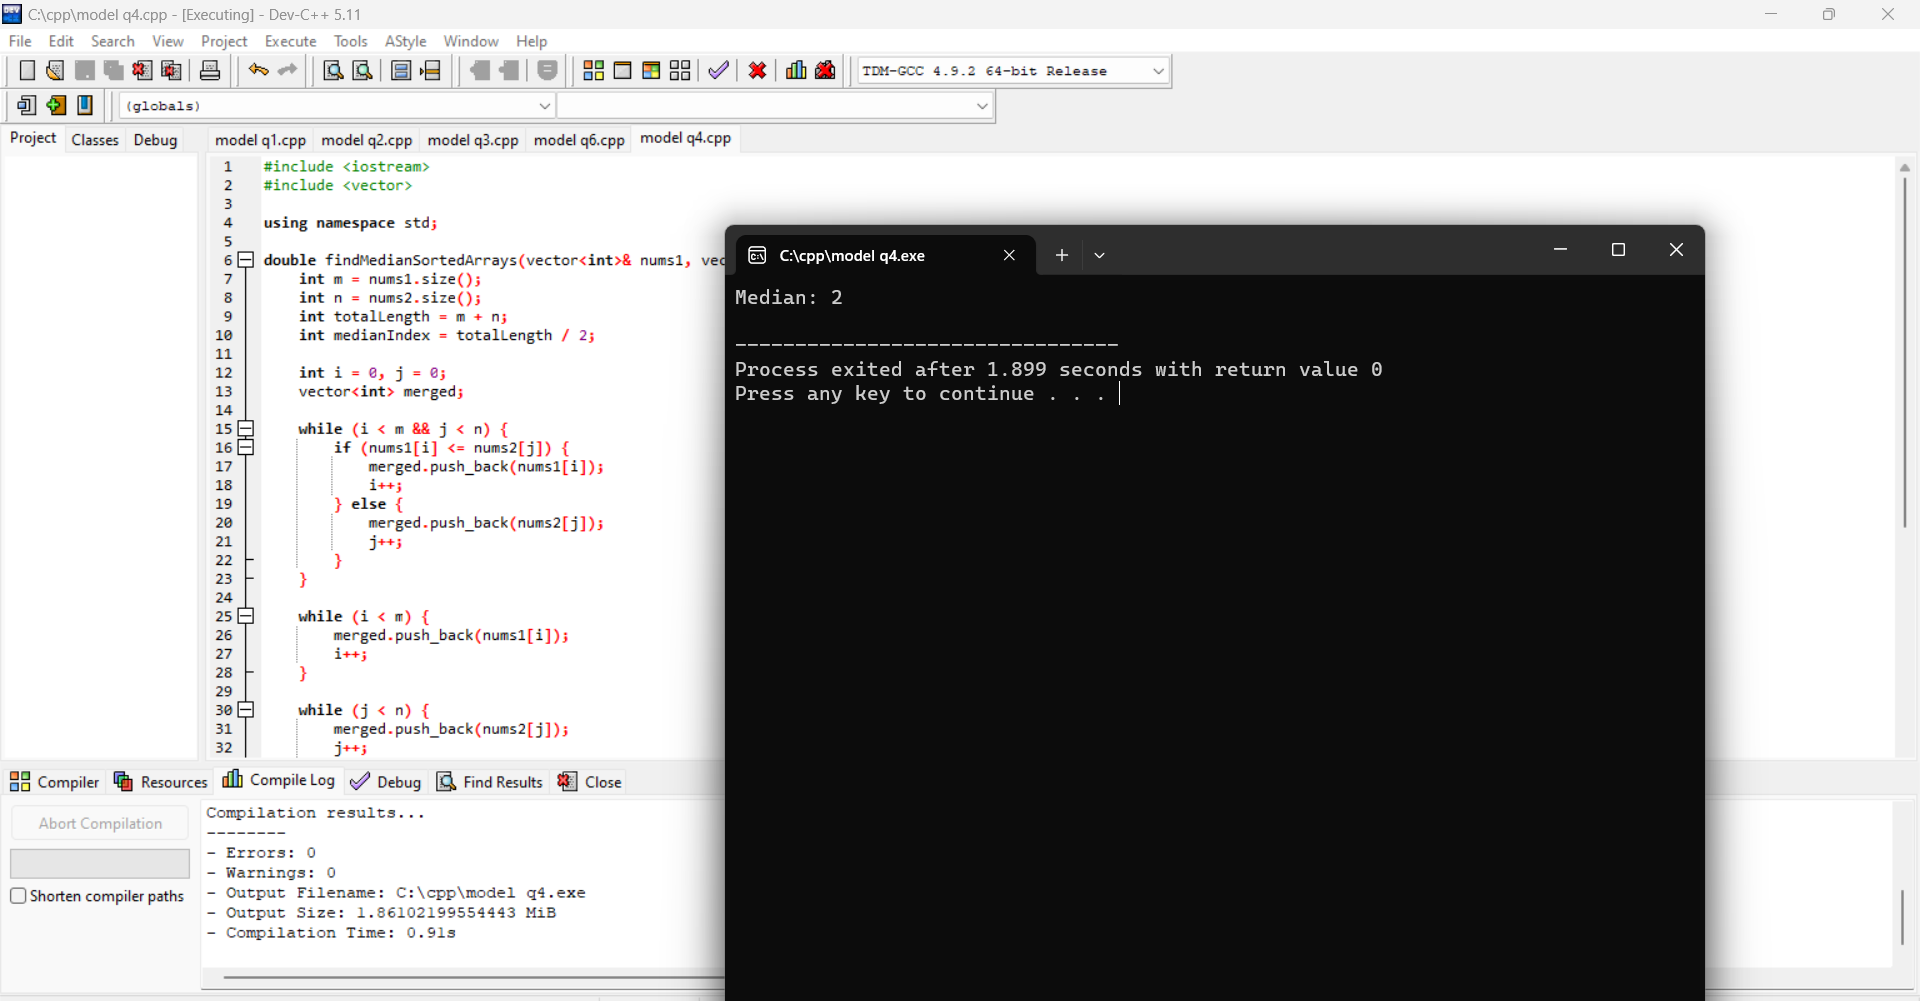 C:\cpp\model q4.cpp - [Executing] - Dev-C++ 5.11
File Edit Search View Project Execute Tools AStyle Window Help
TDM-GCC 4.9.2 64-bit Release
(globals)
Project Classes Debug
model q1.cpp model q2.cpp model q3.cpp model q6.cpp model q4.cpp
1 #include <iostream>
2 #include <vector>
3
4 using namespace std;
5
6 double findMedianSortedArrays(vector<int>& nums1, vec
7 int m = nums1.size();
8 int n = nums2.size();
9 int totalLength = m + n;
10 int medianIndex = totalLength / 2;
11
12 int i = 0, j = 0;
13 vector<int> merged;
14
15 while (i < m && j < n) {
16 if (nums1[i] <= nums2[j]) {
17 merged.push_back(nums1[i]);
18 i++;
19 } else {
20 merged.push_back(nums2[j]);
21 j++;
22 }
23 }
24
25 while (i < m) {
26 merged.push_back(nums1[i]);
27 i++;
28 }
29
30 while (j < n) {
31 merged.push_back(nums2[j]);
32 j++;
C:\cpp\model q4.exe
Median: 2
--------------------------------
Process exited after 1.899 seconds with return value 0
Press any key to continue . . .
Compiler Resources Compile Log Debug Find Results Close
Abort Compilation
Shorten compiler paths
Compilation results...
--------
- Errors: 0
- Warnings: 0
- Output Filename: C:\cpp\model q4.exe
- Output Size: 1.86102199554443 MiB
- Compilation Time: 0.91s